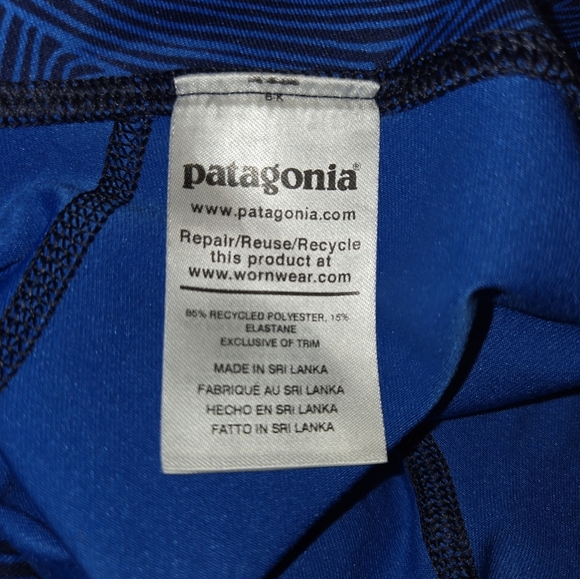 patagonia®
www.patagonia.com
Repair/Reuse/Recycle
this product at
www.wornwear.com
85% RECYCLED POLYESTER, 15%
ELASTANE
EXCLUSIVE OF TRIM
MADE IN SRI LANKA
FABRIQUÉ AU SRI LANKA
HECHO EN SRI LANKA
FATTO IN SRI LANKA